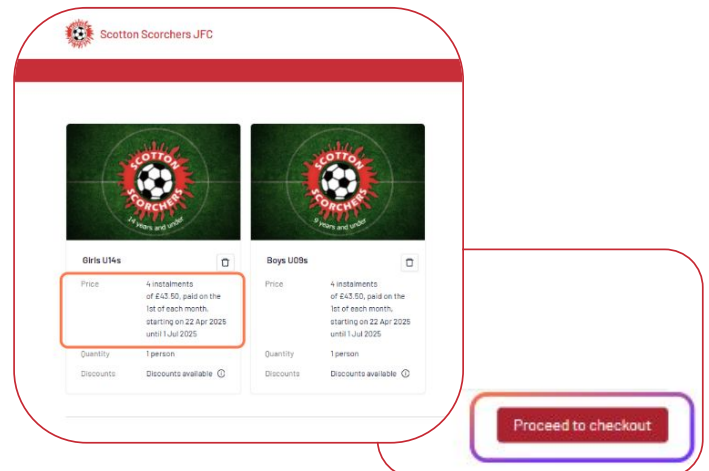 Scotton Scorchers JFC
SCOTTON
SCORCHERS
14 years and under
SCOTTON
SCORCHERS
9 years and under
Girls U14s
Price
4 instalments
of £43.50, paid on the
1st of each month,
starting on 22 Apr 2025
until 1 Jul 2025
Quantity
1 person
Discounts
Discounts available
Boys U09s
Price
4 instalments
of £43.50, paid on the
1st of each month,
starting on 22 Apr 2025
until 1 Jul 2025
Quantity
1 person
Discounts
Discounts available
Proceed to checkout